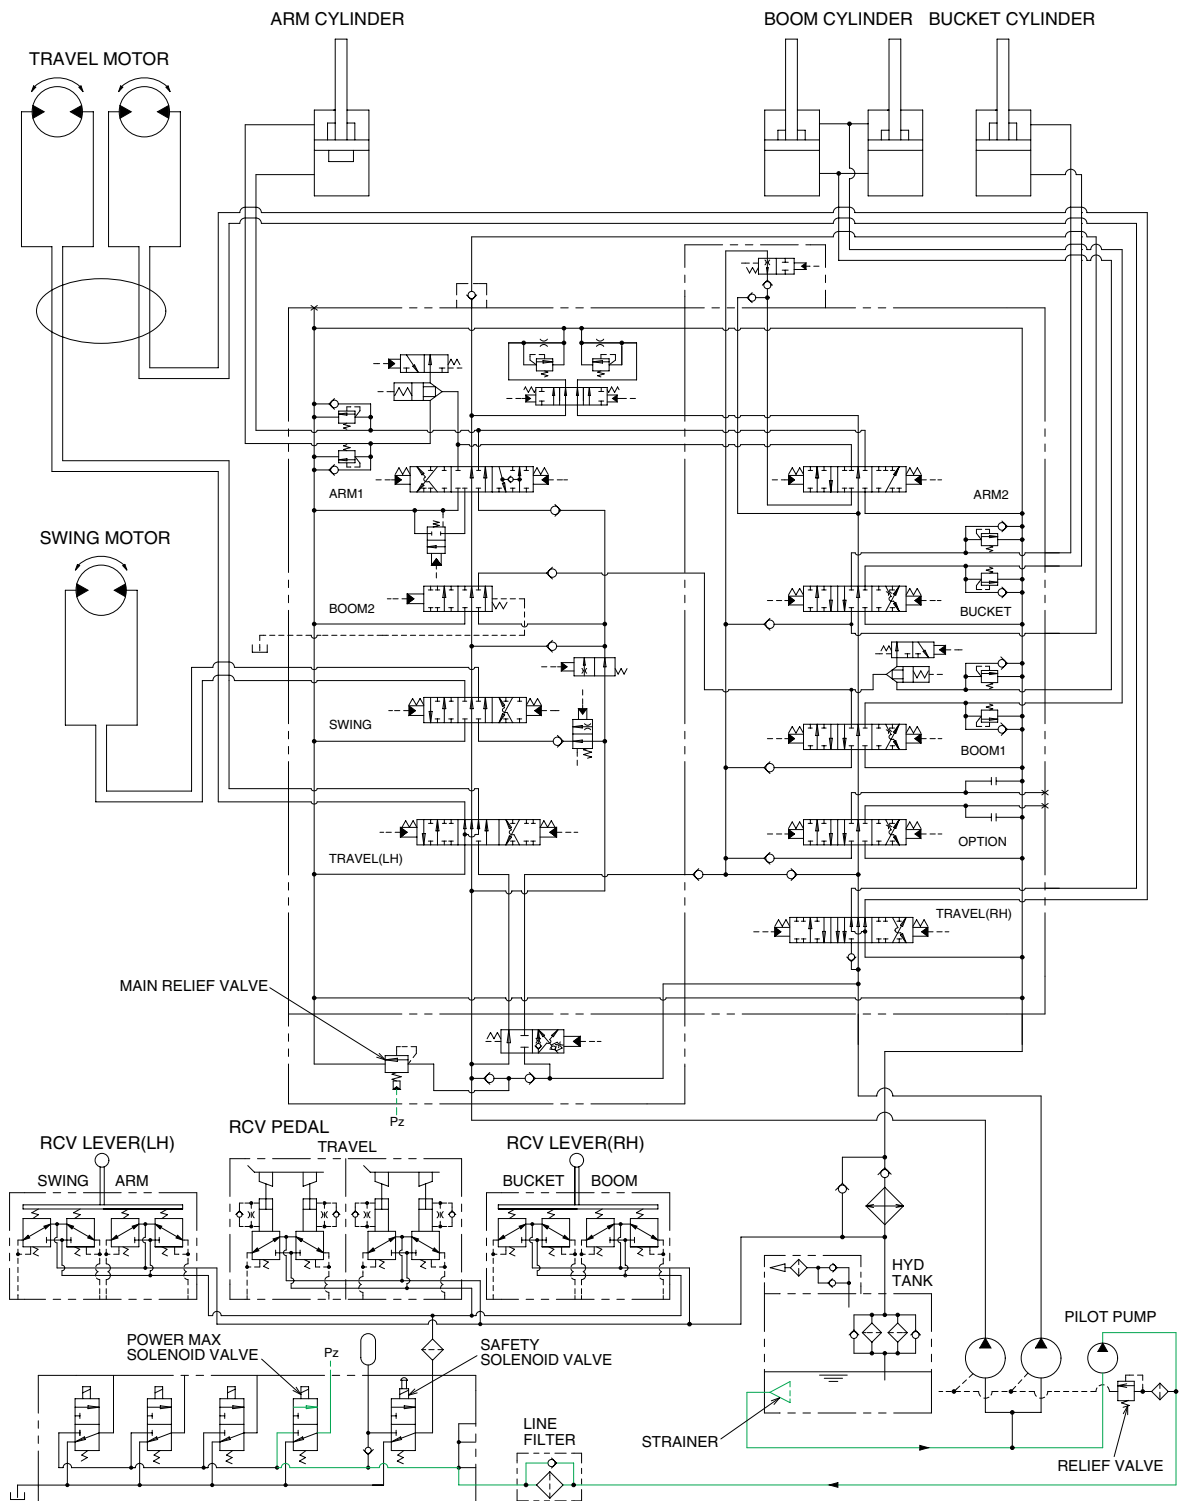 ARM CYLINDER
BOOM CYLINDER
BUCKET CYLINDER
TRAVEL MOTOR
ARM1
ARM2
SWING MOTOR
BOOM2
BUCKET
SWING
BOOM1
OPTION
TRAVEL(LH)
TRAVEL(RH)
MAIN RELIEF VALVE
Pz
RCV LEVER(LH)
RCV PEDAL
RCV LEVER(RH)
TRAVEL
SWING
ARM
BUCKET
BOOM
HYD
TANK
PILOT PUMP
POWER MAX
SOLENOID VALVE
Pz
SAFETY
SOLENOID VALVE
LINE
FILTER
STRAINER
RELIEF VALVE